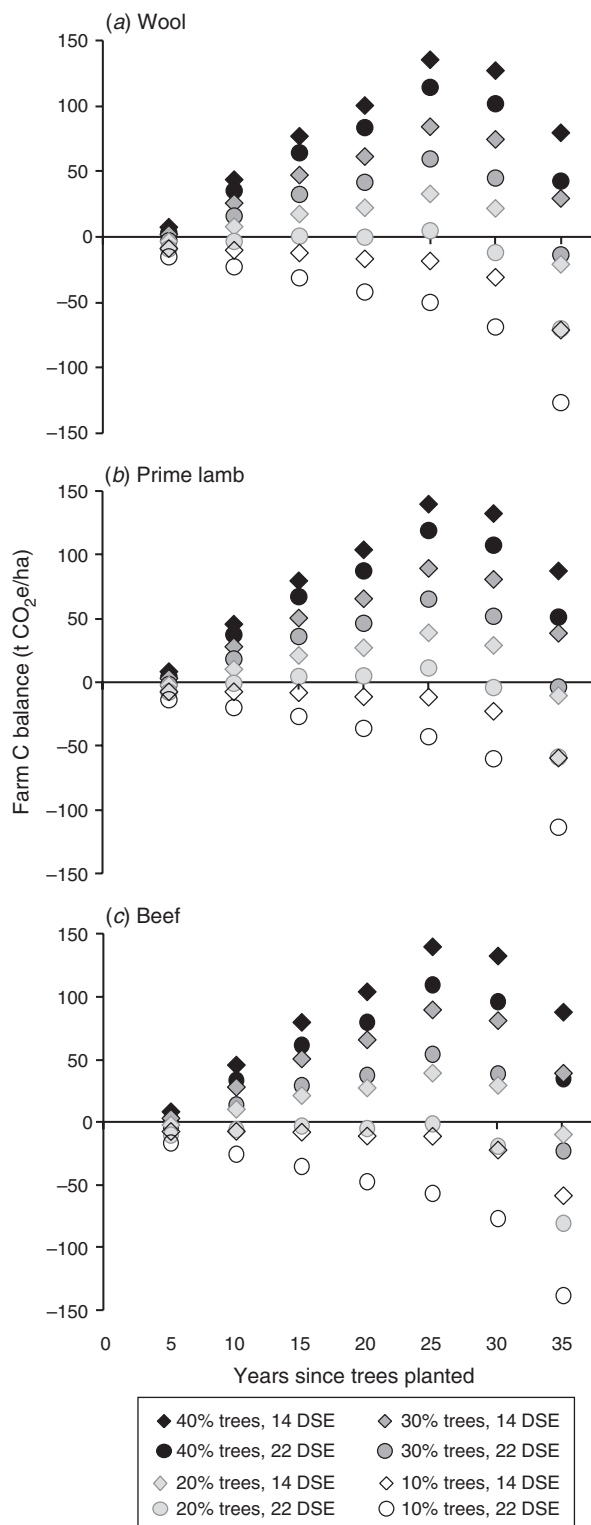 (a) Wool
150
100
50
0
−50
−100
−150
(b) Prime lamb
150
100
50
0
−50
−100
−150
Farm C balance (t CO₂e/ha)
(c) Beef
150
100
50
0
−50
−100
−150
0 5 10 15 20 25 30 35
Years since trees planted
40% trees, 14 DSE 30% trees, 14 DSE
40% trees, 22 DSE 30% trees, 22 DSE
20% trees, 14 DSE 10% trees, 14 DSE
20% trees, 22 DSE 10% trees, 22 DSE